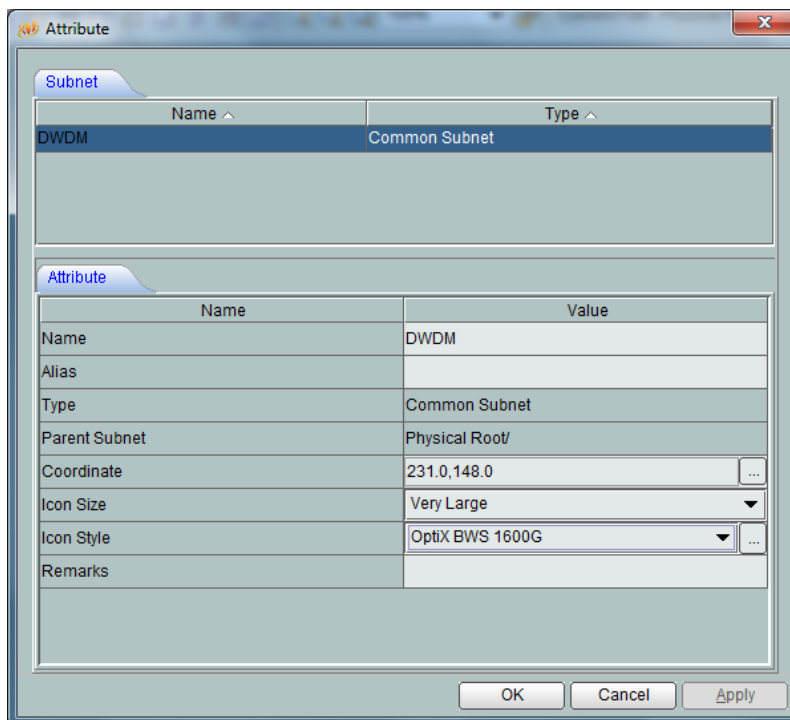 Attribute
Subnet
Name Type
DWDM Common Subnet
Attribute
Name Value
Name DWDM
Alias
Type Common Subnet
Parent Subnet Physical Root/
Coordinate 231.0,148.0 ...
Icon Size Very Large
Icon Style OptiX BWS 1600G ...
Remarks
OK Cancel Apply